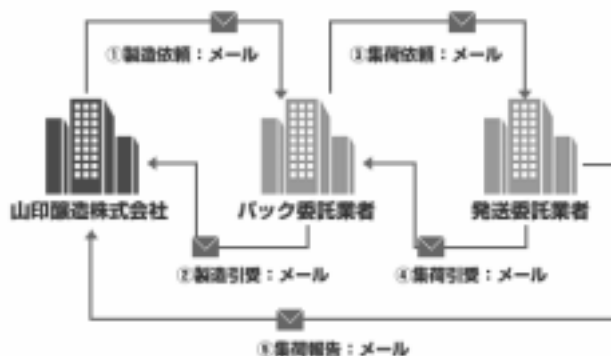 ①製造依頼：メール
③集荷依頼：メール
山印醸造株式会社
パック委託業者
発送委託業者
②製造引受：メール
④集荷引受：メール
⑤集荷報告：メール